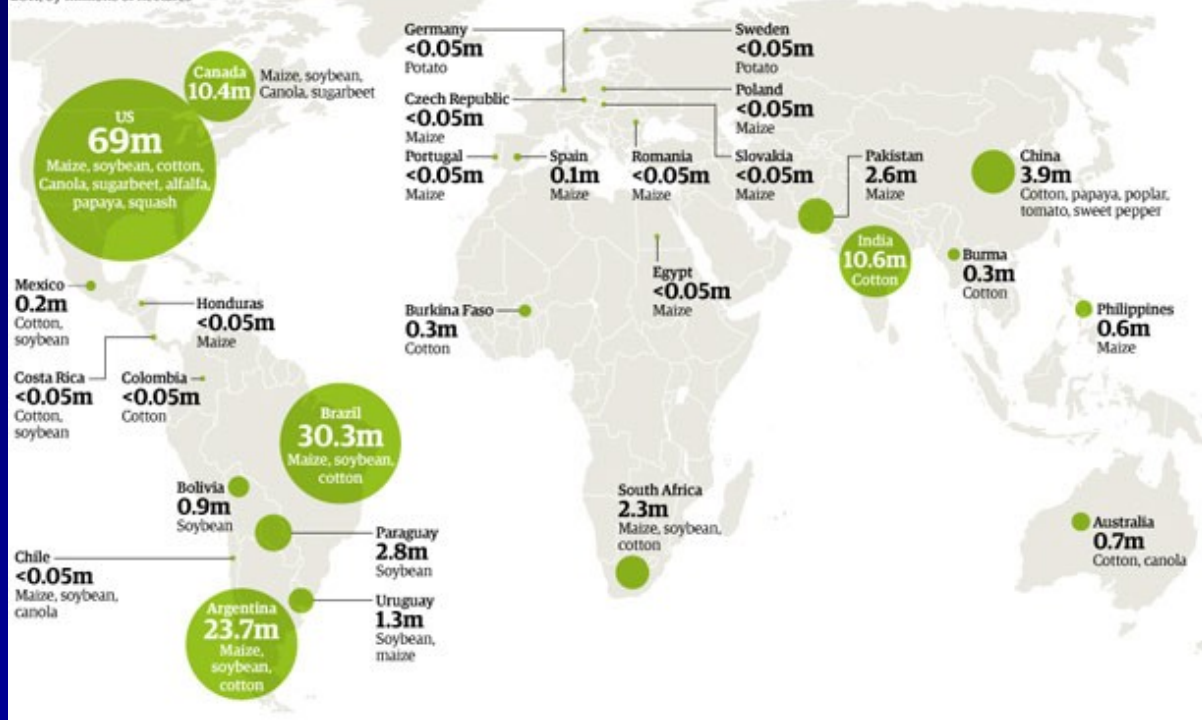 Canada
10.4m
Maize, soybean,
Canola, sugarbeet
US
69m
Maize, soybean, cotton,
Canola, sugarbeet, alfalfa,
papaya, squash
Mexico
0.2m
Cotton,
soybean
Honduras
<0.05m
Maize
Costa Rica
<0.05m
Cotton,
soybean
Colombia
<0.05m
Cotton
Brazil
30.3m
Maize, soybean,
cotton
Bolivia
0.9m
Soybean
Paraguay
2.8m
Soybean
Chile
<0.05m
Maize, soybean,
canola
Argentina
23.7m
Maize,
soybean,
cotton
Uruguay
1.3m
Soybean,
maize
Germany
<0.05m
Potato
Sweden
<0.05m
Potato
Czech Republic
<0.05m
Maize
Poland
<0.05m
Maize
Portugal
<0.05m
Maize
Spain
0.1m
Maize
Romania
<0.05m
Maize
Slovakia
<0.05m
Maize
Pakistan
2.6m
Maize
China
3.9m
Cotton, papaya, poplar,
tomato, sweet pepper
India
10.6m
Cotton
Burma
0.3m
Cotton
Egypt
<0.05m
Maize
Burkina Faso
0.3m
Cotton
Philippines
0.6m
Maize
South Africa
2.3m
Maize, soybean,
cotton
Australia
0.7m
Cotton, canola